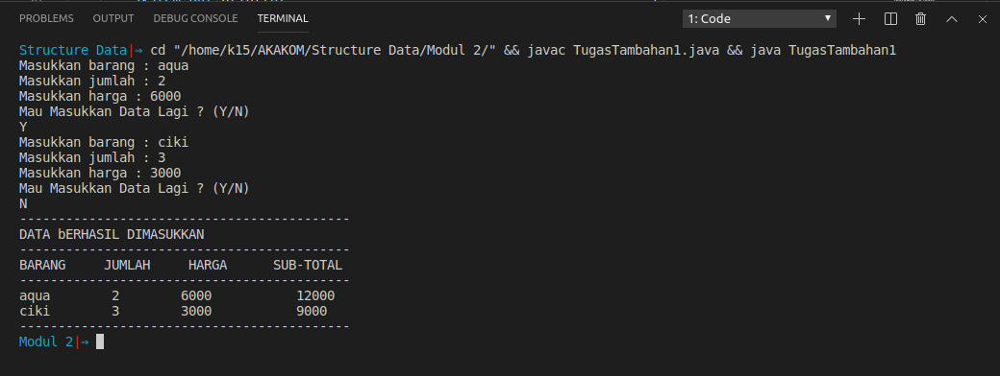 PROBLEMS OUTPUT DEBUG CONSOLE TERMINAL 1: Code
Structure Data|⇒ cd "/home/k15/AKAKOM/Structure Data/Modul 2/" && javac TugasTambahan1.java && java TugasTambahan1
Masukkan barang : aqua
Masukkan jumlah : 2
Masukkan harga : 6000
Mau Masukkan Data Lagi ? (Y/N)
Y
Masukkan barang : ciki
Masukkan jumlah : 3
Masukkan harga : 3000
Mau Masukkan Data Lagi ? (Y/N)
N
-------------------------------------------
DATA bERHASIL DIMASUKKAN
-------------------------------------------
BARANG     JUMLAH     HARGA      SUB-TOTAL
-------------------------------------------
aqua        2        6000           12000
ciki        3        3000           9000
-------------------------------------------
Modul 2|⇒